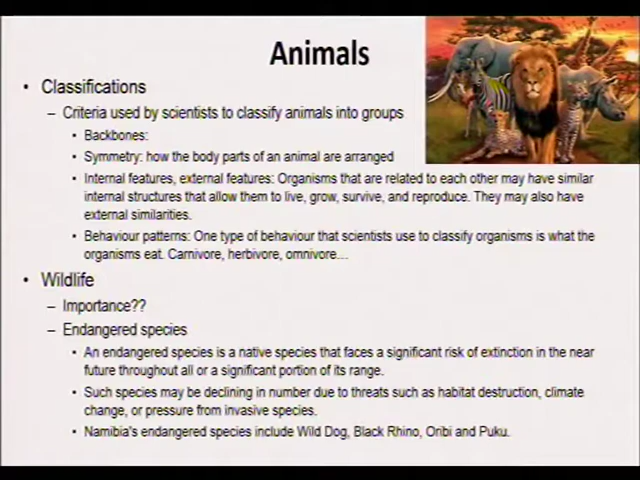 Animals
• Classifications
– Criteria used by scientists to classify animals into groups
• Backbones:
• Symmetry: how the body parts of an animal are arranged
• Internal features, external features: Organisms that are related to each other may have similar
internal structures that allow them to live, grow, survive, and reproduce. They may also have
external similarities.
• Behaviour patterns: One type of behaviour that scientists use to classify organisms is what the
organisms eat. Carnivore, herbivore, omnivore…
• Wildlife
– Importance??
– Endangered species
• An endangered species is a native species that faces a significant risk of extinction in the near
future throughout all or a significant portion of its range.
• Such species may be declining in number due to threats such as habitat destruction, climate
change, or pressure from invasive species.
• Namibia's endangered species include Wild Dog, Black Rhino, Oribi and Puku.